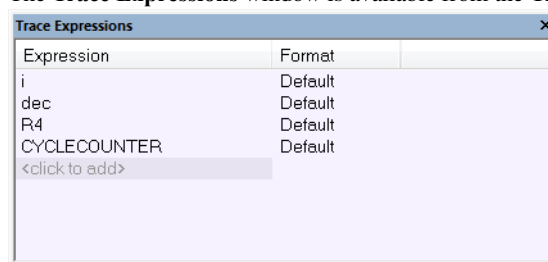 The Trace Expressions window is available from the
Trace Expressions
Expression Format
i Default
dec Default
R4 Default
CYCLECOUNTER Default
<click to add>